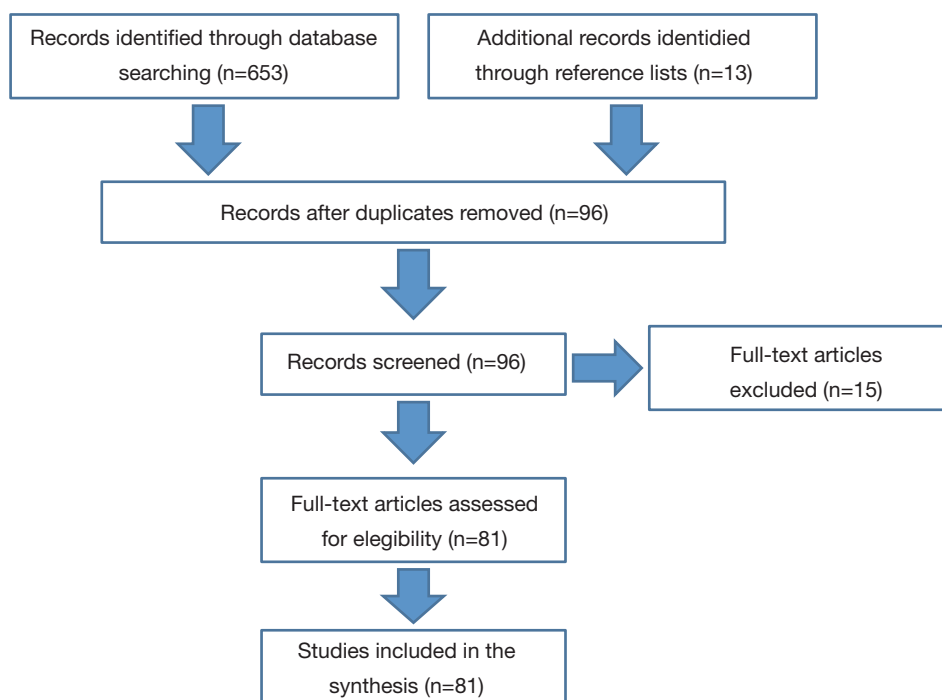 Records identified through database
searching (n=653)
Additional records identidied
through reference lists (n=13)
Records after duplicates removed (n=96)
Records screened (n=96)
Full-text articles
excluded (n=15)
Full-text articles assessed
for elegibility (n=81)
Studies included in the
synthesis (n=81)